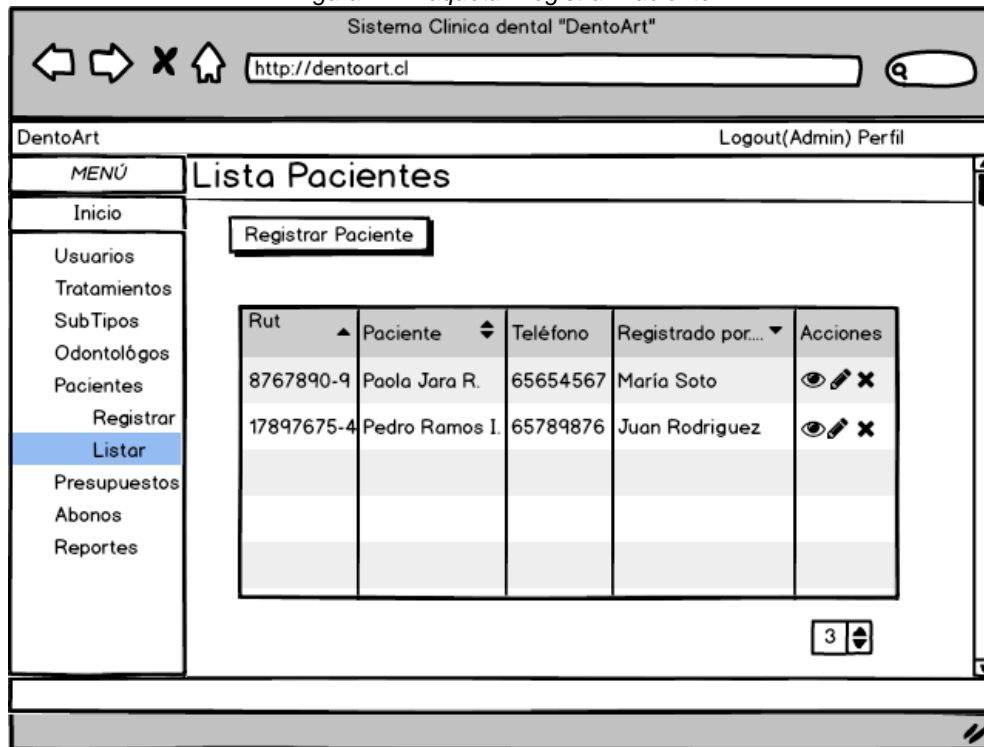 Sistema Clinica dental "DentoArt"
http://dentoart.cl
DentoArt
Logout(Admin) Perfil
MENÚ
Lista Pacientes
Inicio
Registrar Paciente
Usuarios
Tratamientos
SubTipos
Odontológos
Pacientes
Registrar
Listar
Presupuestos
Abonos
Reportes
Rut Paciente Teléfono Registrado por.... Acciones
8767890-9 Paola Jara R. 65654567 María Soto
17897675-4 Pedro Ramos I. 65789876 Juan Rodriguez
3